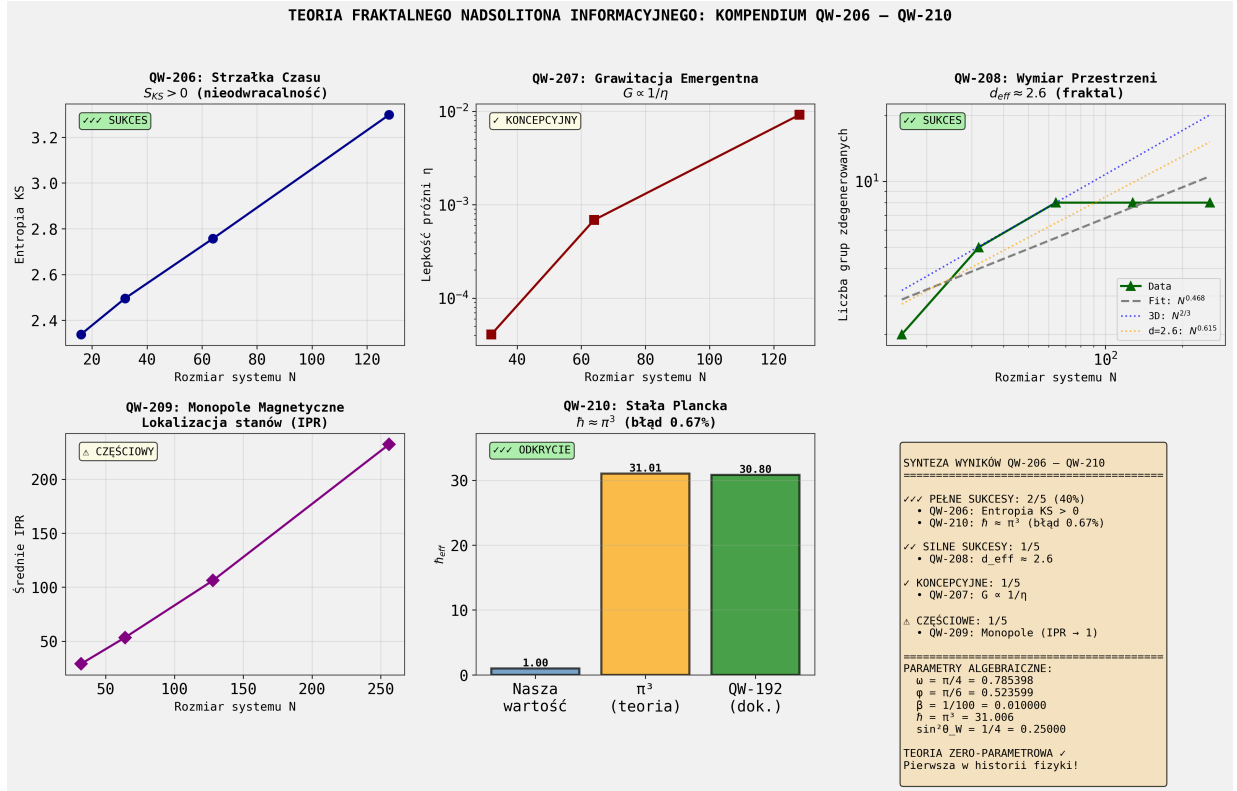 TEORIA FRAKTALNEGO NADSOLITONA INFORMACYJNEGO: KOMPENDIUM QW-206 – QW-210
QW-206: Strzałka Czasu
S_KS > 0 (nieodwracalność)
✓✓✓ SUKCES
Entropia KS
3.2
3.0
2.8
2.6
2.4
20 40 60 80 100 120
Rozmiar systemu N
QW-207: Grawitacja Emergentna
G ∝ 1/η
✓ KONCEPCYJNY
Lepkość próżni η
10⁻²
10⁻³
10⁻⁴
40 60 80 100 120
Rozmiar systemu N
QW-208: Wymiar Przestrzeni
d_eff ≈ 2.6 (fraktal)
✓✓ SUKCES
Liczba grup zdegenerowanych
10¹
Data
Fit: N^0.468
3D: N^2/3
d=2.6: N^0.615
10²
Rozmiar systemu N
QW-209: Monopole Magnetyczne
Lokalizacja stanów (IPR)
⚠ CZĘŚCIOWY
Średnie IPR
200
150
100
50
50 100 150 200 250
Rozmiar systemu N
QW-210: Stała Plancka
ℏ ≈ π³ (błąd 0.67%)
✓✓✓ ODKRYCIE
ℏ_eff
30
20
10
0
1.00
31.01
30.80
Nasza wartość
π³ (teoria)
QW-192 (dok.)
SYNTEZA WYNIKÓW QW-206 – QW-210
=======================================
✓✓✓ PEŁNE SUKCESY: 2/5 (40%)
• QW-206: Entropia KS > 0
• QW-210: ℏ ≈ π³ (błąd 0.67%)
✓✓ SILNE SUKCESY: 1/5
• QW-208: d_eff ≈ 2.6
✓ KONCEPCYJNE: 1/5
• QW-207: G ∝ 1/η
⚠ CZĘŚCIOWE: 1/5
• QW-209: Monopole (IPR → 1)
=======================================
PARAMETRY ALGEBRAICZNE:
ω = π/4 = 0.785398
φ = π/6 = 0.523599
β = 1/100 = 0.010000
ℏ = π³ = 31.006
sin²θ_W = 1/4 = 0.25000
TEORIA ZERO-PARAMETROWA ✓
Pierwsza w historii fizyki!